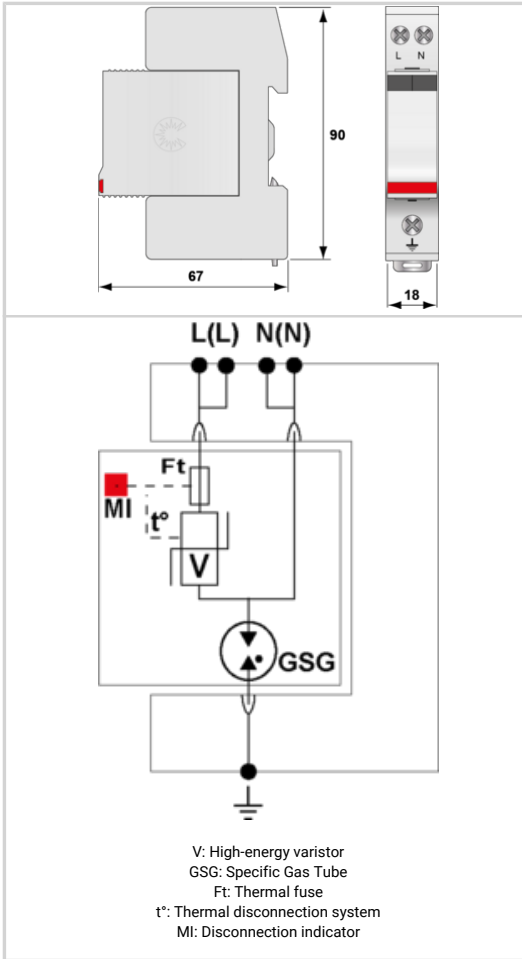 L N
90
67
18
L(L) N(N)
Ft
MI
t°
V
GSG
V: High-energy varistor
GSG: Specific Gas Tube
Ft: Thermal fuse
t°: Thermal disconnection system
MI: Disconnection indicator